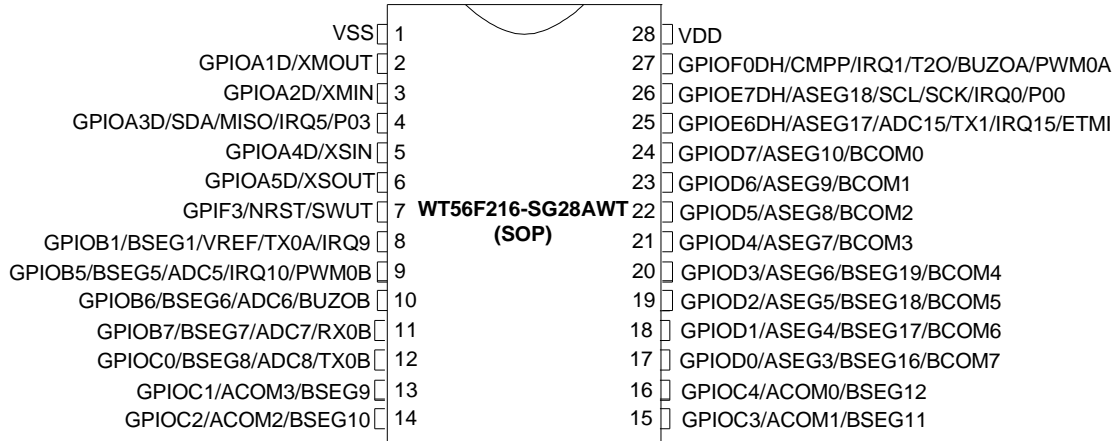 VSS 1 28 VDD
GPIOA1D/XMOUT 2 27 GPIOF0DH/CMPP/IRQ1/T2O/BUZOA/PWM0A
GPIOA2D/XMIN 3 26 GPIOE7DH/ASEG18/SCL/SCK/IRQ0/P00
GPIOA3D/SDA/MISO/IRQ5/P03 4 25 GPIOE6DH/ASEG17/ADC15/TX1/IRQ15/ETMI
GPIOA4D/XSIN 5 24 GPIOD7/ASEG10/BCOM0
GPIOA5D/XSOUT 6 23 GPIOD6/ASEG9/BCOM1
GPIF3/NRST/SWUT 7 WT56F216-SG28AWT 22 GPIOD5/ASEG8/BCOM2
(SOP)
GPIOB1/BSEG1/VREF/TX0A/IRQ9 8 21 GPIOD4/ASEG7/BCOM3
GPIOB5/BSEG5/ADC5/IRQ10/PWM0B 9 20 GPIOD3/ASEG6/BSEG19/BCOM4
GPIOB6/BSEG6/ADC6/BUZOB 10 19 GPIOD2/ASEG5/BSEG18/BCOM5
GPIOB7/BSEG7/ADC7/RX0B 11 18 GPIOD1/ASEG4/BSEG17/BCOM6
GPIOC0/BSEG8/ADC8/TX0B 12 17 GPIOD0/ASEG3/BSEG16/BCOM7
GPIOC1/ACOM3/BSEG9 13 16 GPIOC4/ACOM0/BSEG12
GPIOC2/ACOM2/BSEG10 14 15 GPIOC3/ACOM1/BSEG11